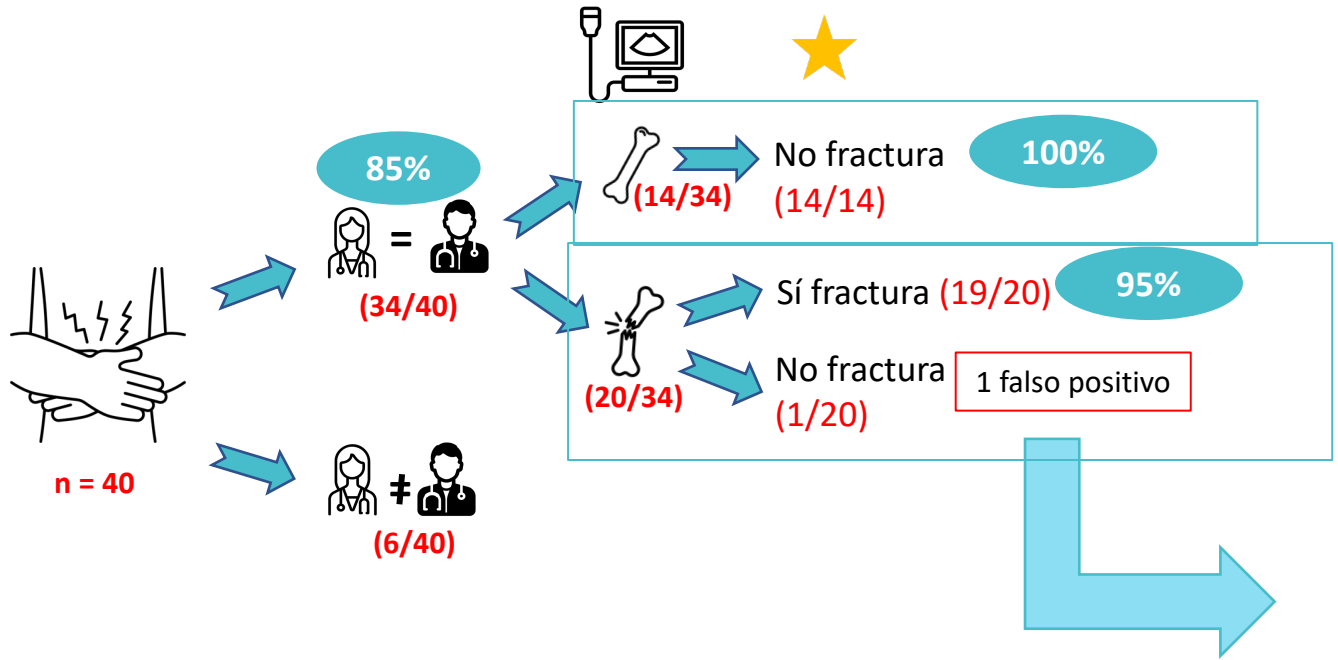 n = 40
85%
=
(34/40)
≠
(6/40)
(14/34)
No fractura
(14/14)
100%
(20/34)
Sí fractura (19/20)
95%
No fractura
(1/20)
1 falso positivo